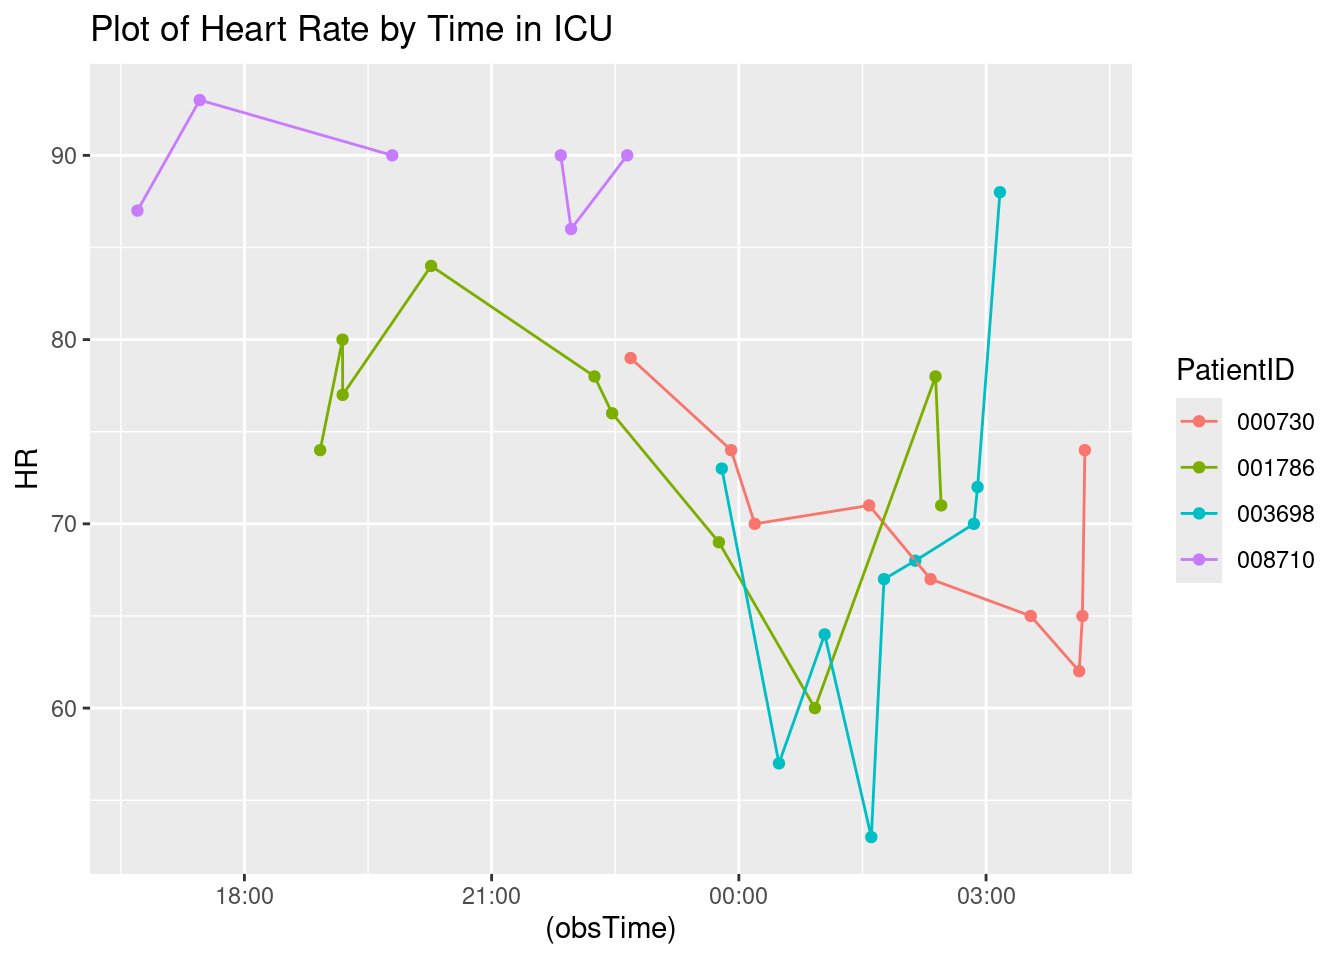 Plot of Heart Rate by Time in ICU
90
80
70
60
HR
18:00 21:00 00:00 03:00
(obsTime)
PatientID
000730
001786
003698
008710